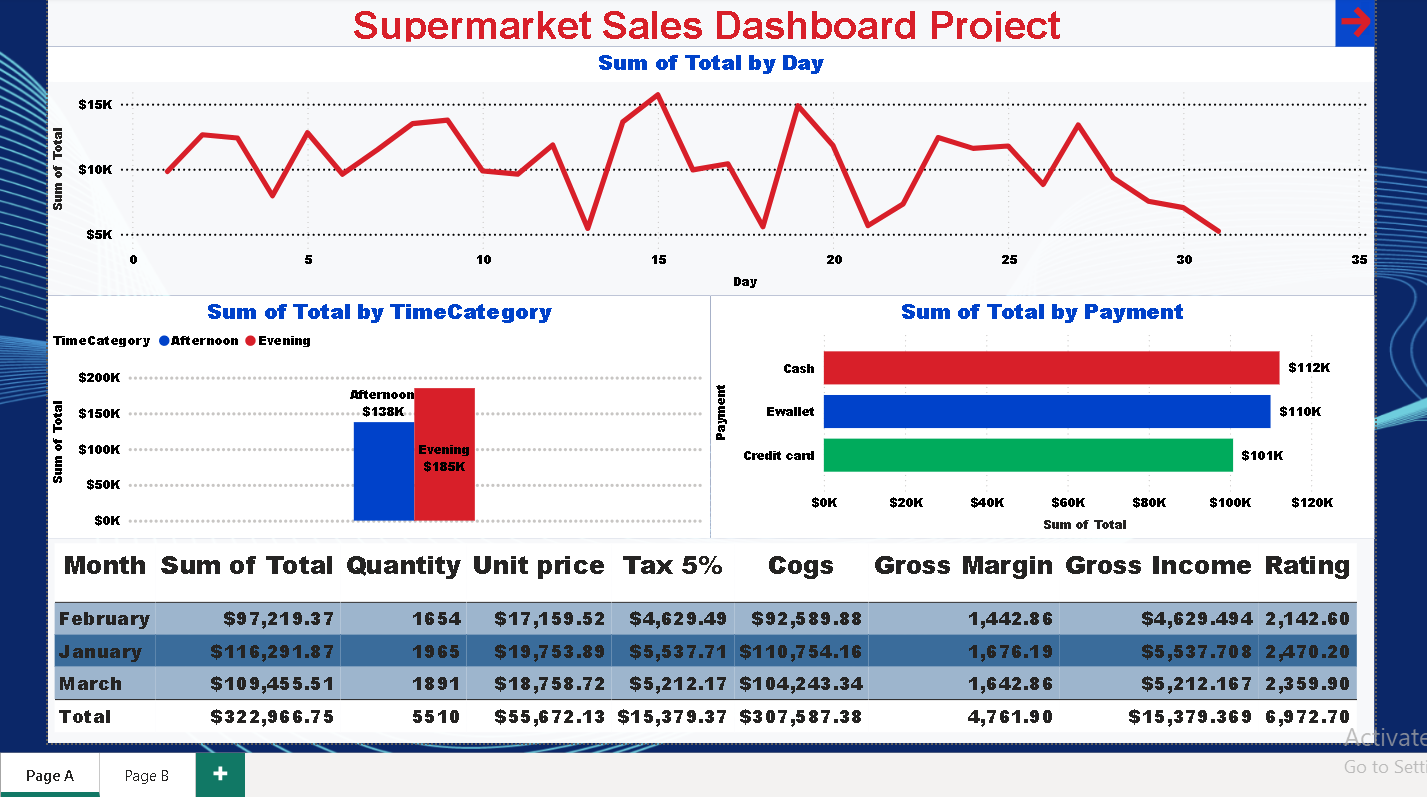 Supermarket Sales Dashboard Project
Sum of Total by Day
Sum of Total
$15K
$10K
$5K
0 5 10 15 20 25 30 35
Day
Sum of Total by TimeCategory
TimeCategory Afternoon Evening
Sum of Total
$200K
$150K
$100K
$50K
$0K
Afternoon
$138K
Evening
$185K
Sum of Total by Payment
Payment
Cash $112K
Ewallet $110K
Credit card $101K
$0K $20K $40K $60K $80K $100K $120K
Sum of Total
Month Sum of Total Quantity Unit price Tax 5% Cogs Gross Margin Gross Income Rating
February $97,219.37 1654 $17,159.52 $4,629.49 $92,589.88 1,442.86 $4,629.494 2,142.60
January $116,291.87 1965 $19,753.89 $5,537.71 $110,754.16 1,676.19 $5,537.708 2,470.20
March $109,455.51 1891 $18,758.72 $5,212.17 $104,243.34 1,642.86 $5,212.167 2,359.90
Total $322,966.75 5510 $55,672.13 $15,379.37 $307,587.38 4,761.90 $15,379.369 6,972.70
Activate
Go to Setti
Page A Page B +